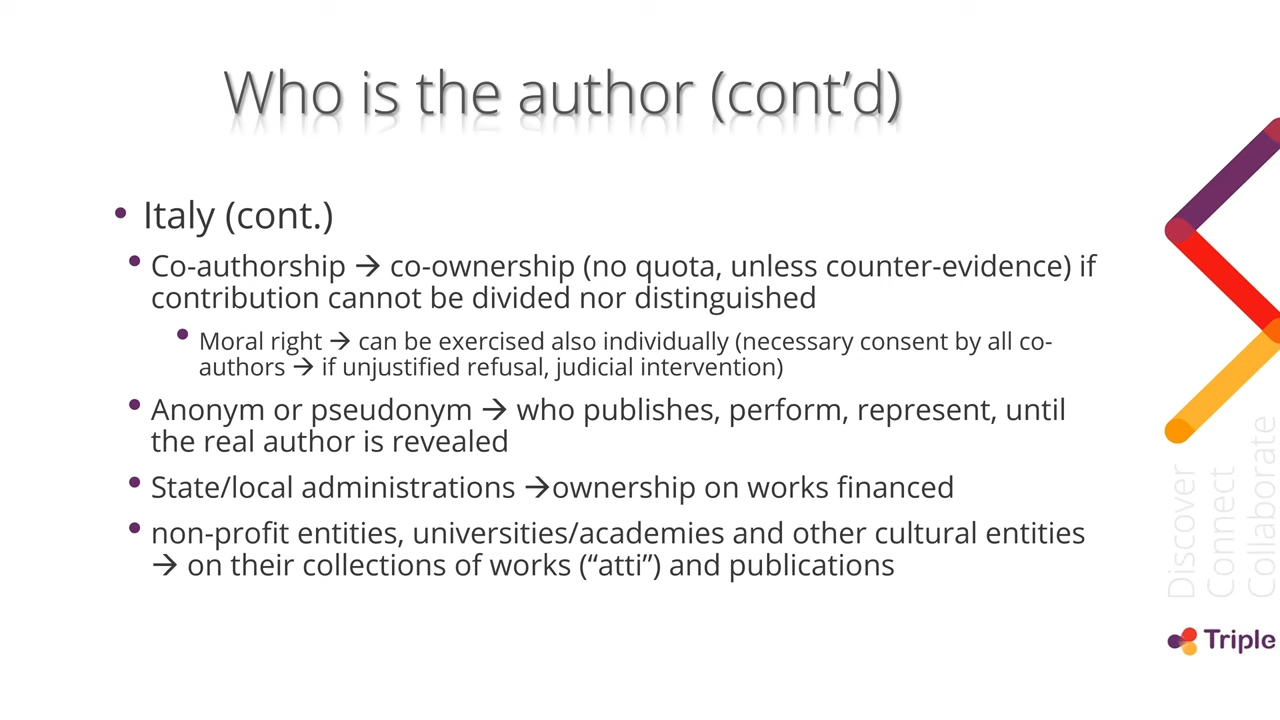 Who is the author (cont’d)
• Italy (cont.)
• Co-authorship → co-ownership (no quota, unless counter-evidence) if
contribution cannot be divided nor distinguished
• Moral right → can be exercised also individually (necessary consent by all co-
authors → if unjustified refusal, judicial intervention)
• Anonym or pseudonym → who publishes, perform, represent, until
the real author is revealed
• State/local administrations →ownership on works financed
• non-profit entities, universities/academies and other cultural entities
→ on their collections of works (“atti”) and publications
Discover
Connect
Collaborate
Triple